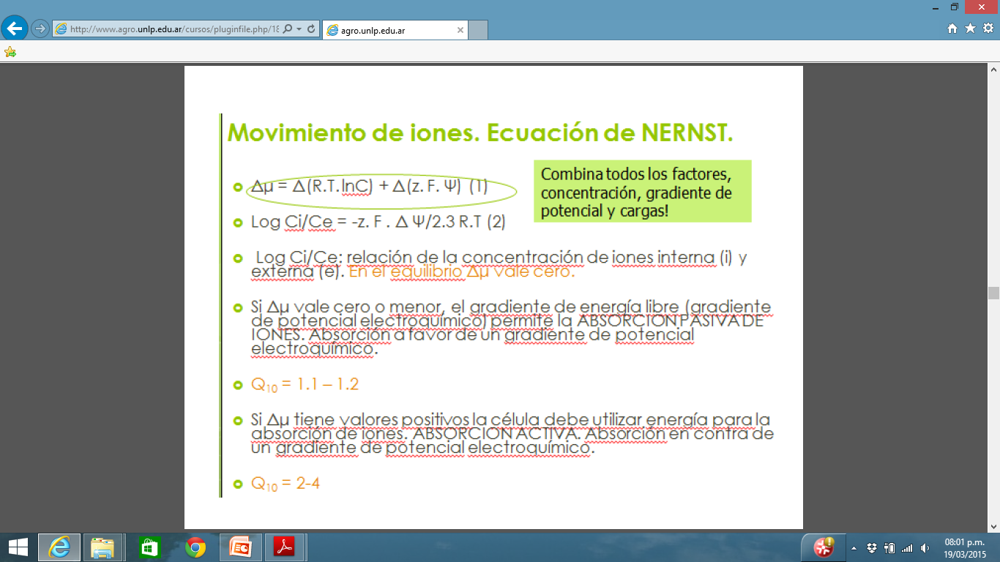 http://www.agro.unlp.edu.ar/cursos/pluginfile.php/18
agro.unlp.edu.ar
Movimiento de iones. Ecuación de NERNST.
Δµ = Δ(R.T.lnC) + Δ(z. F. Ψ) (1)
Combina todos los factores,
concentración, gradiente de
potencial y cargas!
Log Ci/Ce = -z. F . Δ Ψ/2.3 R.T (2)
Log Ci/Ce: relación de la concentración de iones interna (i) y
externa (e). En el equilibrio Δµ vale cero.
Si Δµ vale cero o menor, el gradiente de energía libre (gradiente
de potencial electroquímico) permite la ABSORCION PASIVA DE
IONES. Absorción a favor de un gradiente de potencial
electroquímico.
Q10 = 1.1 – 1.2
Si Δµ tiene valores positivos la célula debe utilizar energía para la
absorción de iones. ABSORCION ACTIVA. Absorción en contra de
un gradiente de potencial electroquímico.
Q10 = 2-4
08:01 p.m.
19/03/2015